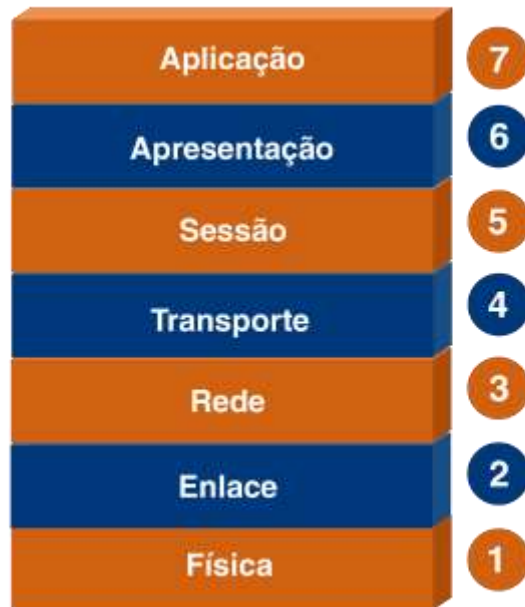 Aplicação 7
Apresentação 6
Sessão 5
Transporte 4
Rede 3
Enlace 2
Física 1